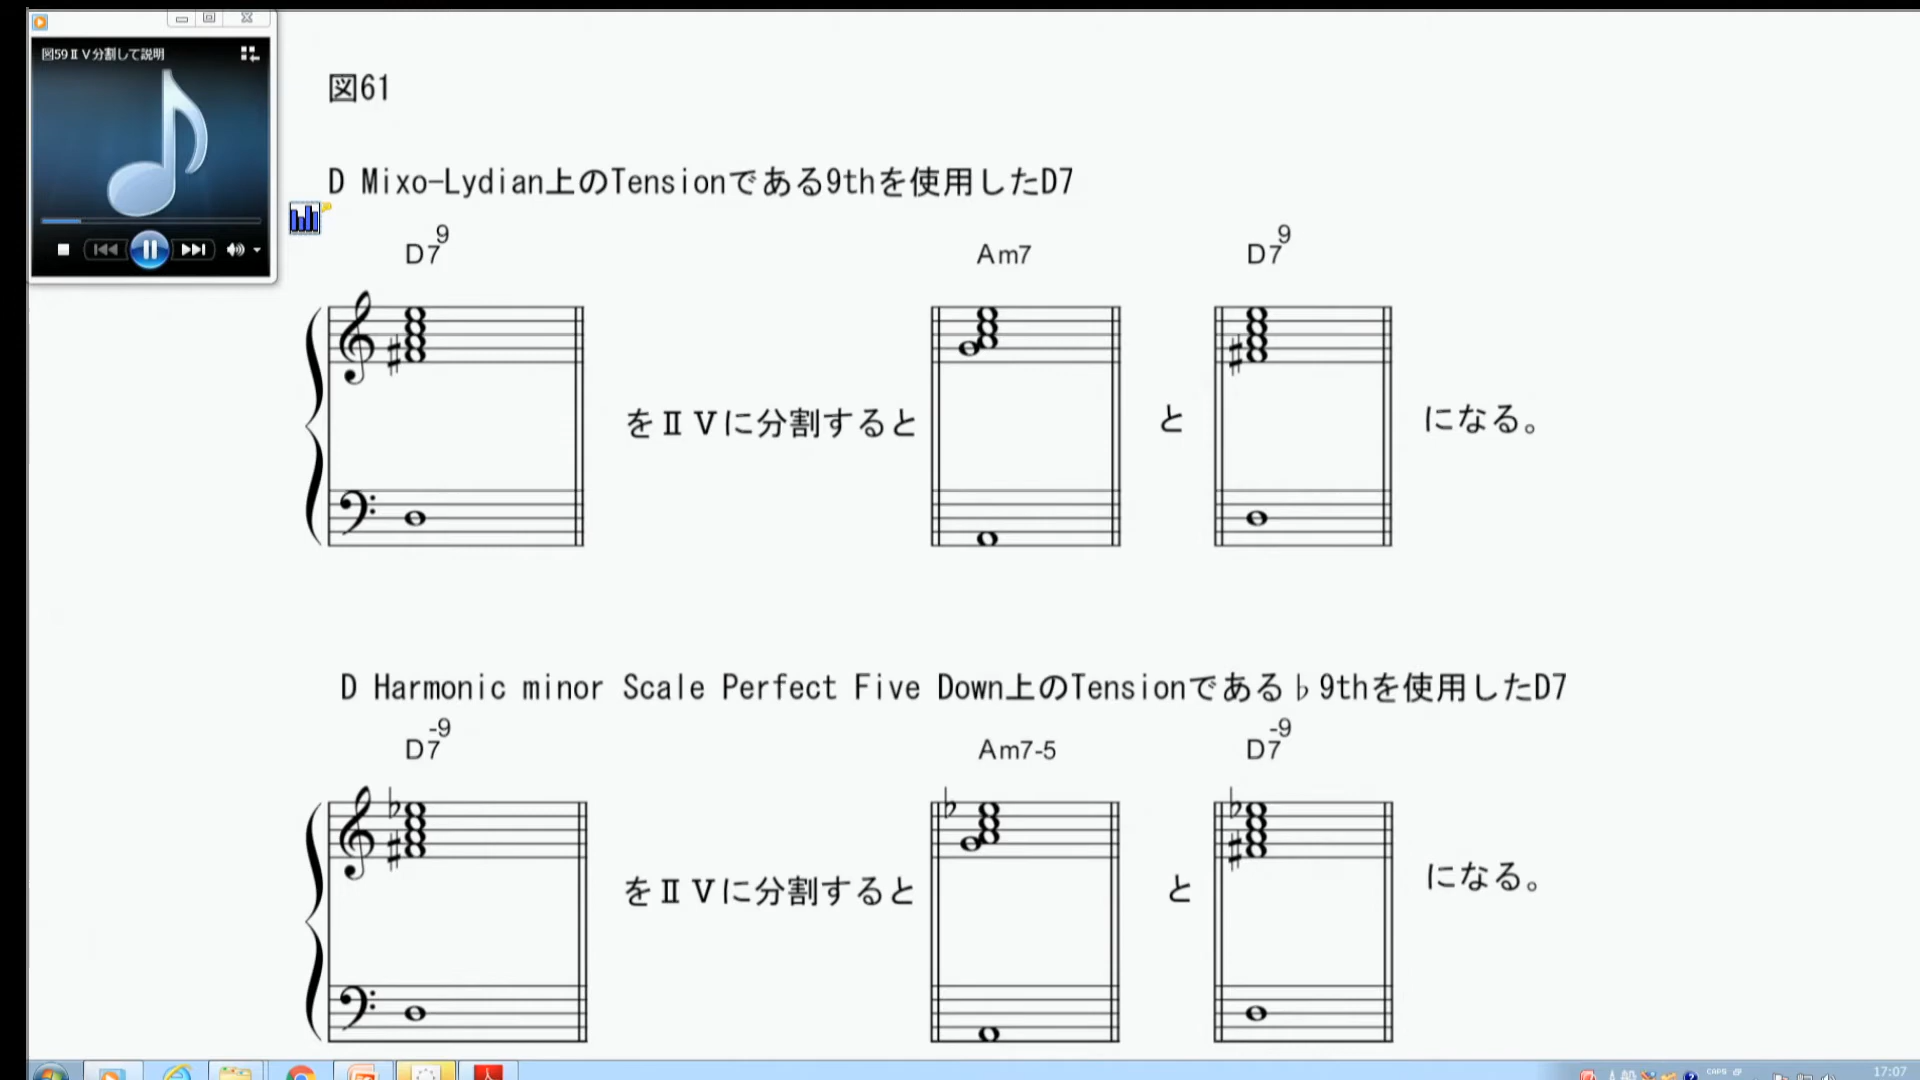 図59ⅡⅤ分割して説明
図61
D Mixo-Lydian上のTensionである9thを使用したD7
D7 9
Am7
D7 9
をⅡⅤに分割すると
と
になる。
D Harmonic minor Scale Perfect Five Down上のTensionである♭9thを使用したD7
D7 -9
Am7-5
D7 -9
をⅡⅤに分割すると
と
になる。
A 般
CAPS
17:07